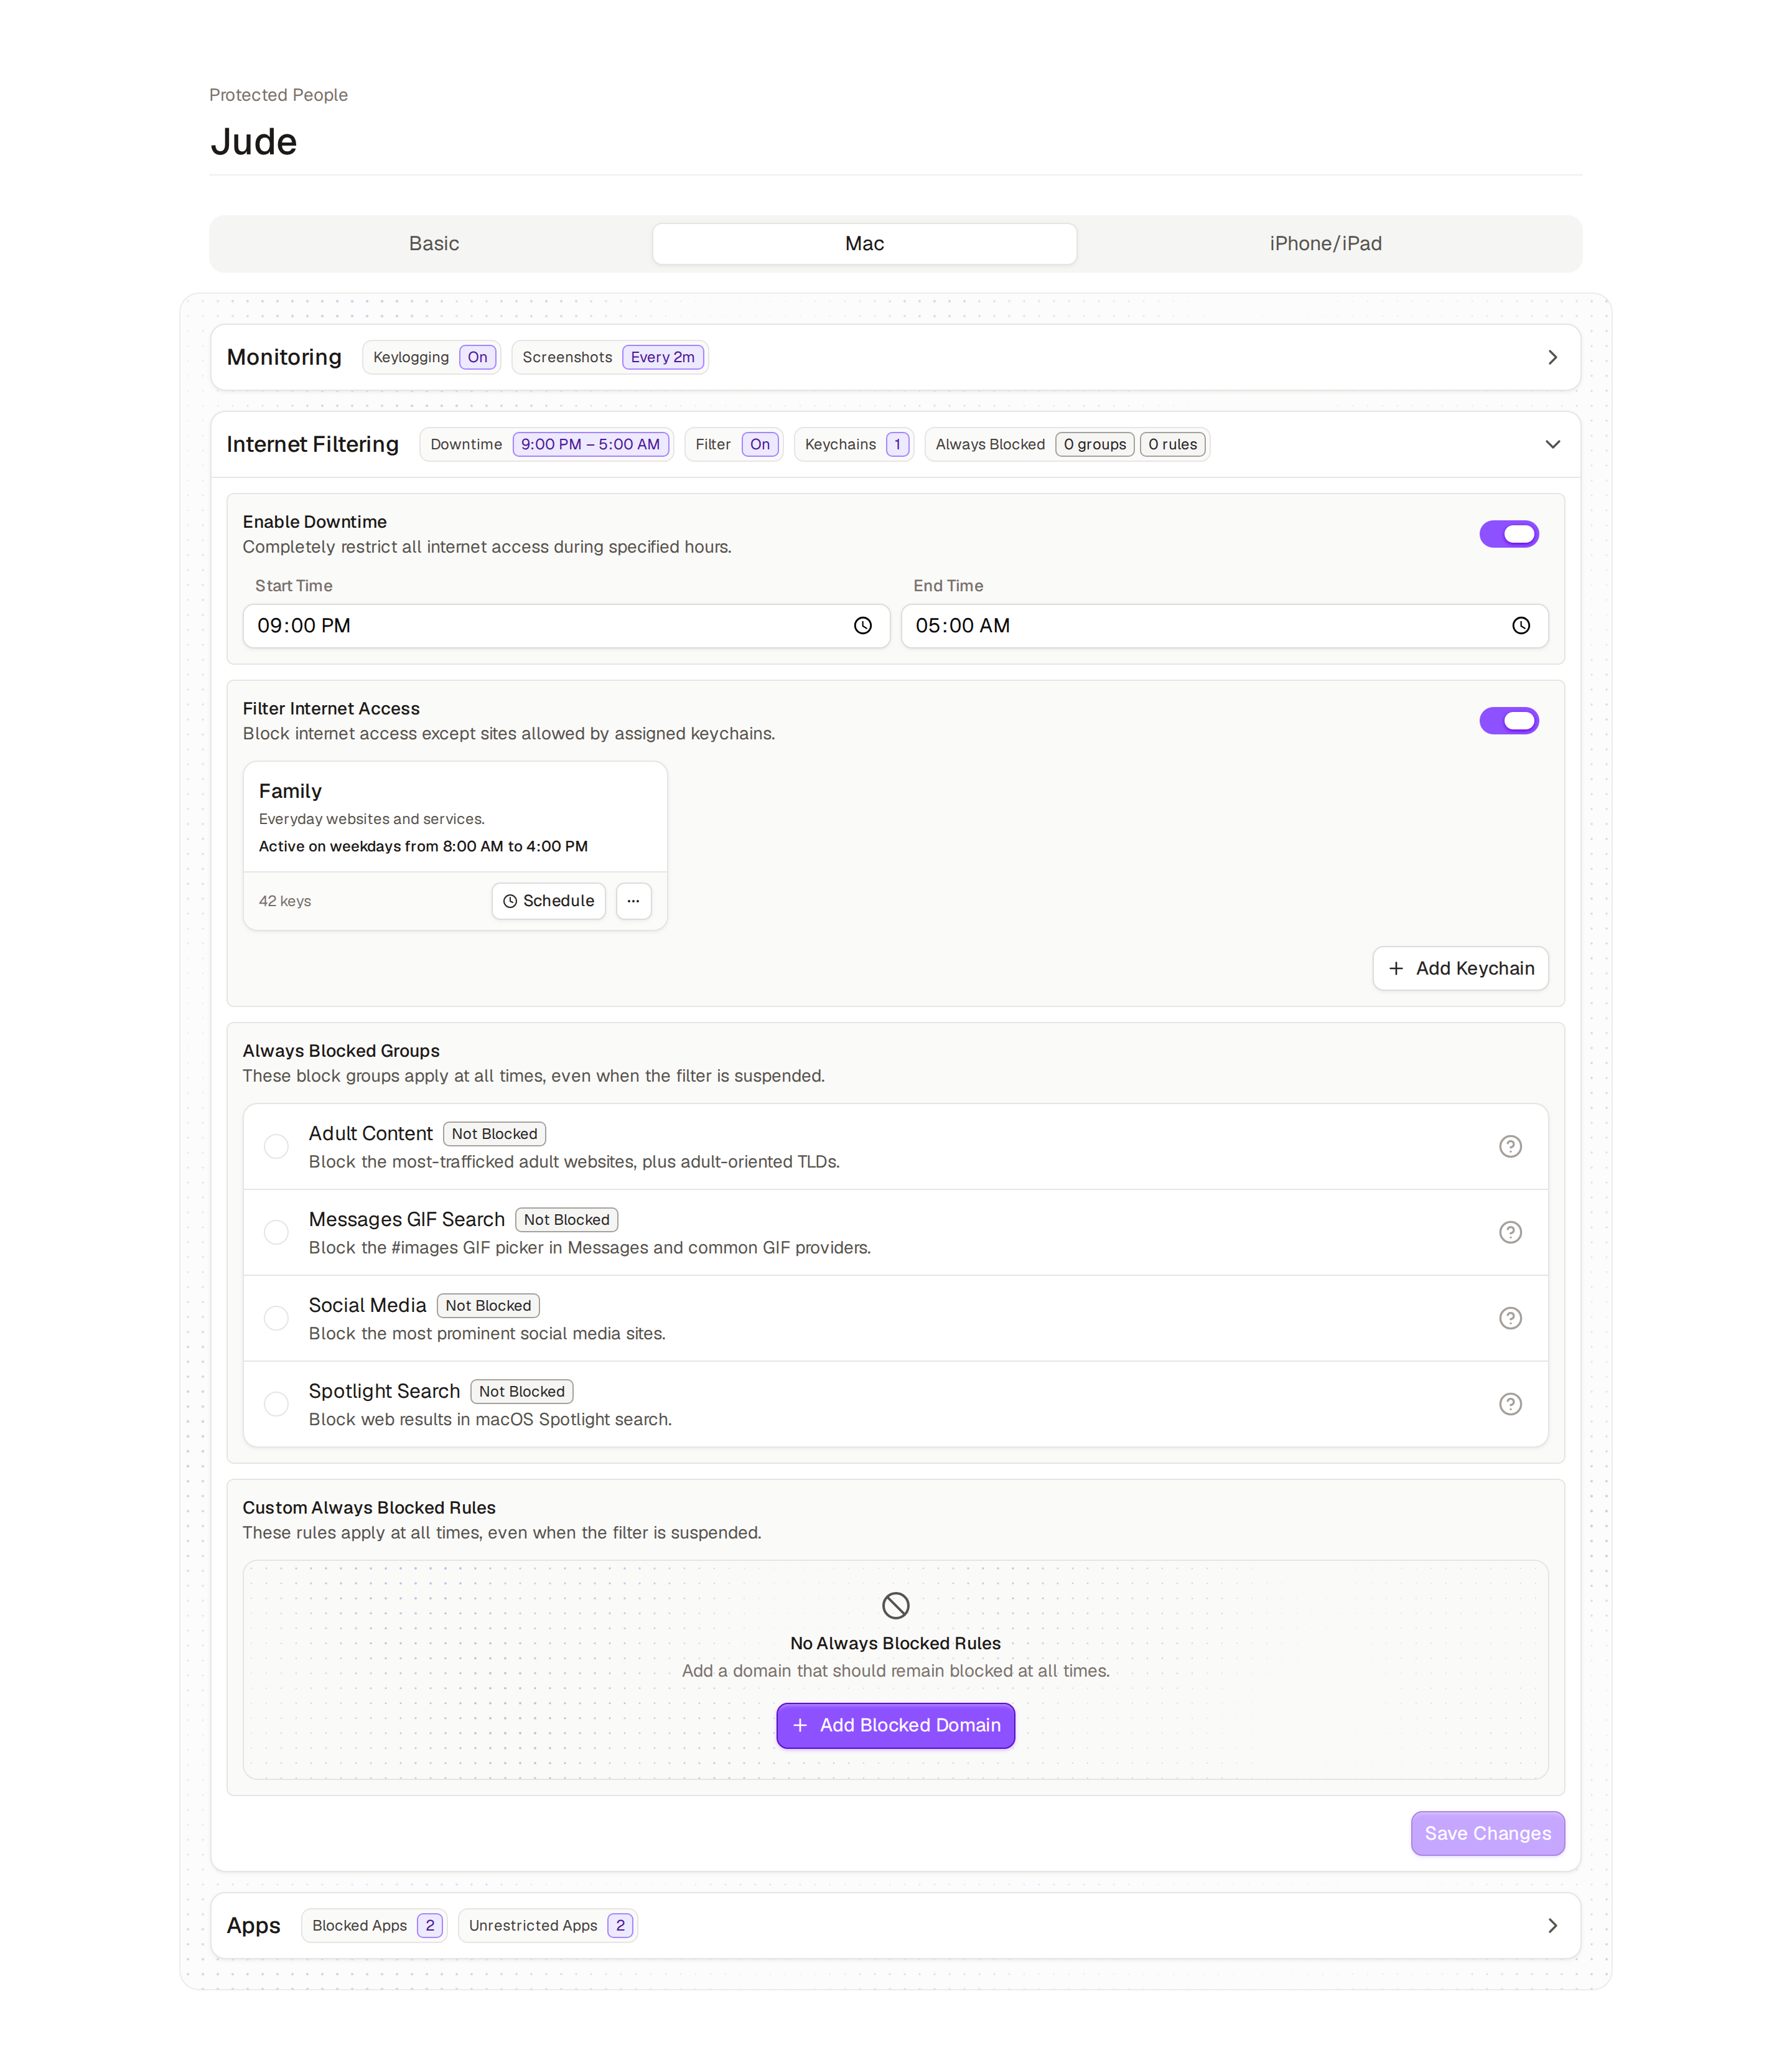 Protected People
Jude
Basic
Mac
iPhone/iPad
Monitoring Keylogging On Screenshots Every 2m
Internet Filtering Downtime 9:00 PM – 5:00 AM Filter On Keychains 1 Always Blocked 0 groups 0 rules
Enable Downtime
Completely restrict all internet access during specified hours.
Start Time
09:00 PM
End Time
05:00 AM
Filter Internet Access
Block internet access except sites allowed by assigned keychains.
Family
Everyday websites and services.
Active on weekdays from 8:00 AM to 4:00 PM
42 keys
Schedule
Add Keychain
Always Blocked Groups
These block groups apply at all times, even when the filter is suspended.
Adult Content Not Blocked
Block the most-trafficked adult websites, plus adult-oriented TLDs.
Messages GIF Search Not Blocked
Block the #images GIF picker in Messages and common GIF providers.
Social Media Not Blocked
Block the most prominent social media sites.
Spotlight Search Not Blocked
Block web results in macOS Spotlight search.
Custom Always Blocked Rules
These rules apply at all times, even when the filter is suspended.
No Always Blocked Rules
Add a domain that should remain blocked at all times.
Add Blocked Domain
Save Changes
Apps Blocked Apps 2 Unrestricted Apps 2